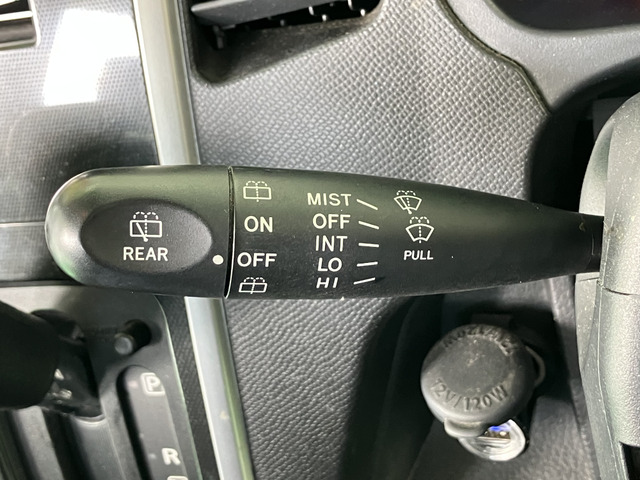 REAR
ON
OFF
MIST
OFF
INT
LO
HI
PULL
P
R
12V/120W